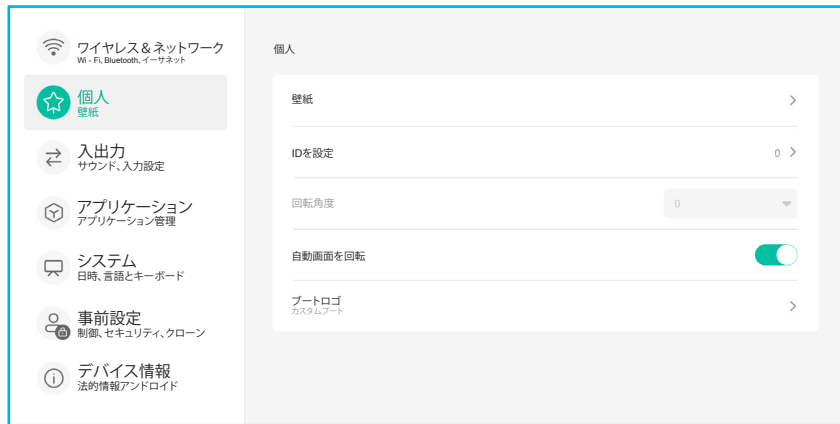 ワイヤレス&ネットワーク
Wi - Fi、Bluetooth、イーサネット
個人
壁紙
入出力
サウンド、入力設定
アプリケーション
アプリケーション管理
システム
日時、言語とキーボード
事前設定
制御、セキュリティ、クローン
デバイス情報
法的情報アンドロイド
個人
壁紙
IDを設定 0
回転角度 0
自動画面を回転
ブートロゴ
カスタムブート